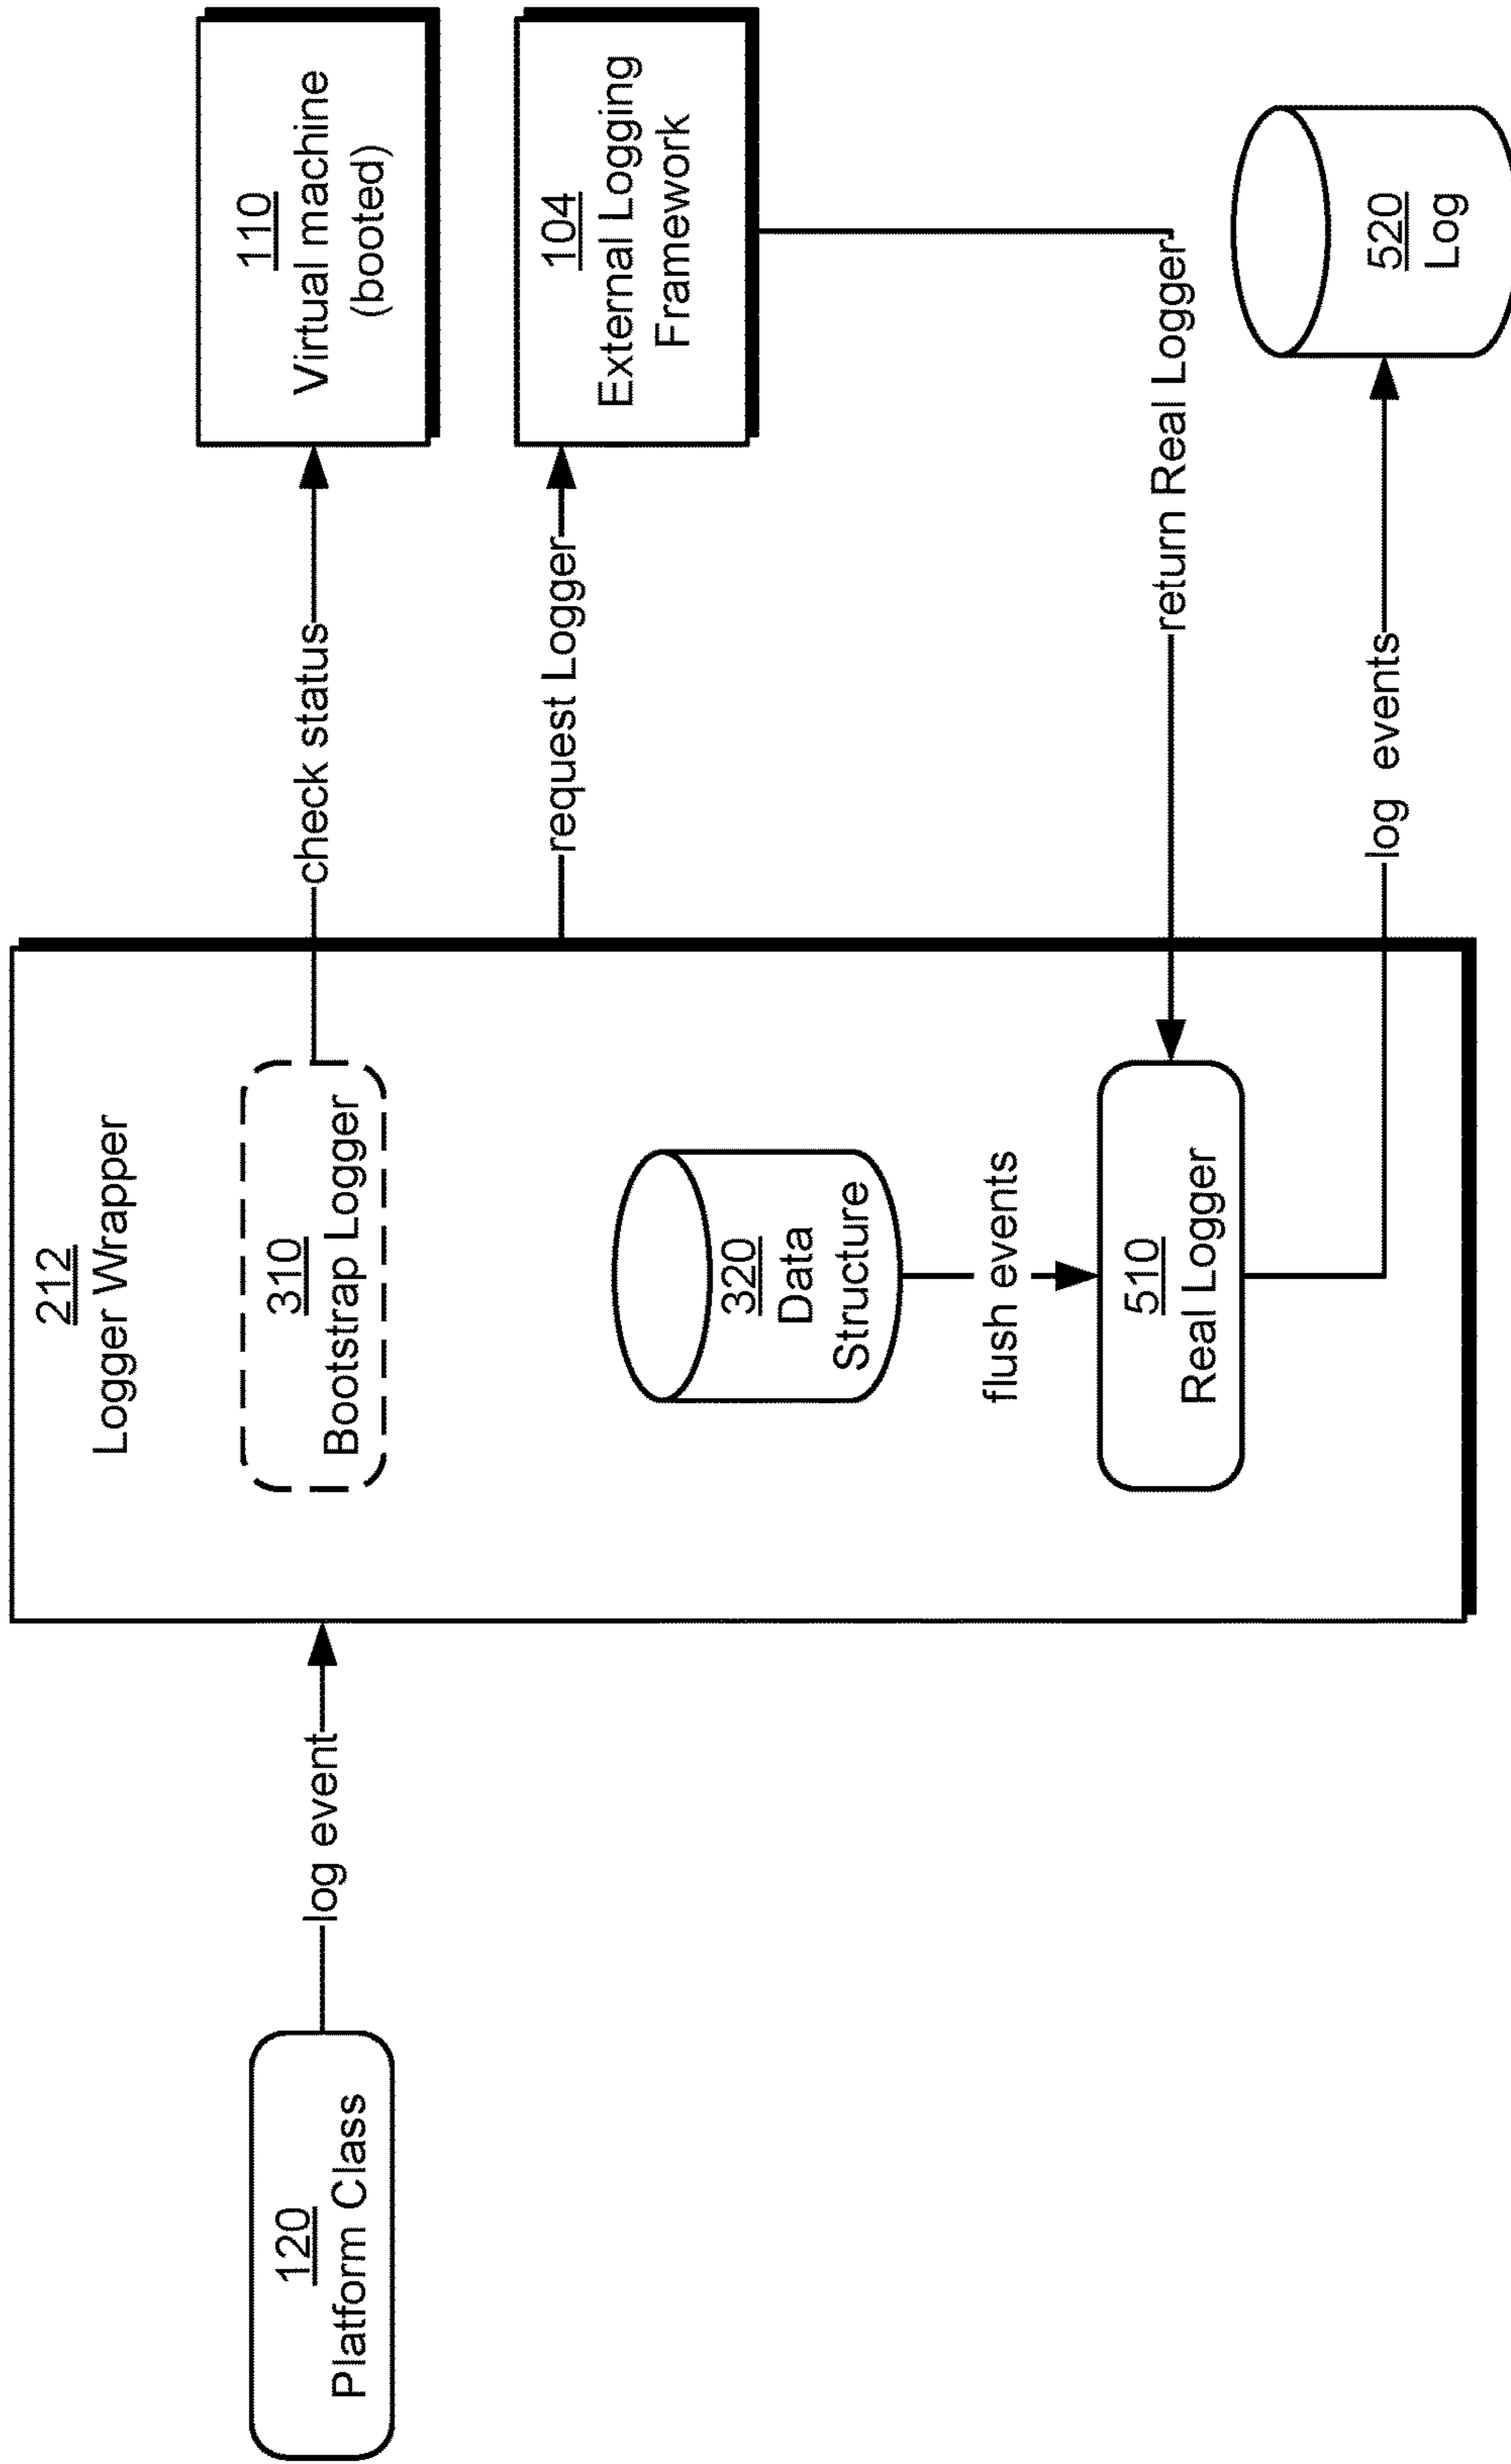 120
Platform Class
log event
212
Logger Wrapper
310
Bootstrap Logger
320
Data
Structure
flush events
510
Real Logger
check status
request Logger
return Real Logger
log events
110
Virtual machine
(booted)
104
External Logging
Framework
520
Log